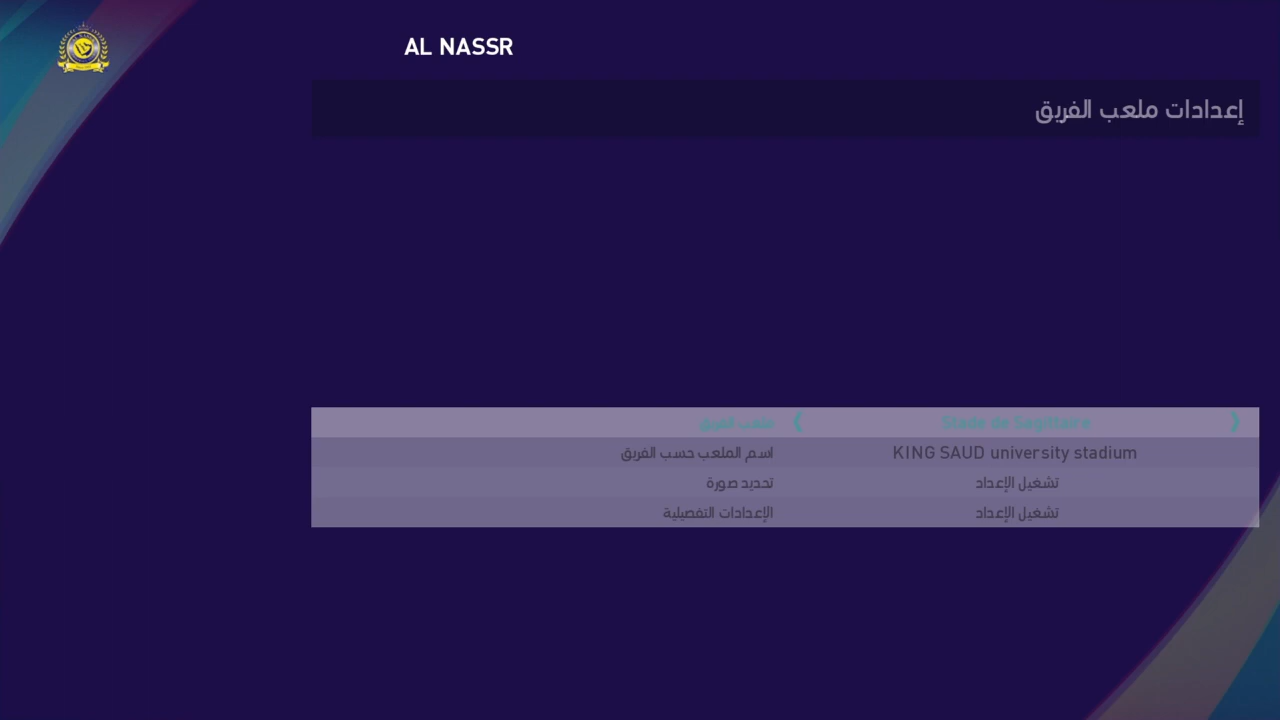 AL NASSR
إعدادات ملعب الفريق
ملعب الفريق Stade de Sagittaire
اسم الملعب حسب الفريق KING SAUD university stadium
تحديد صورة تشغيل الإعداد
الإعدادات التفصيلية تشغيل الإعداد